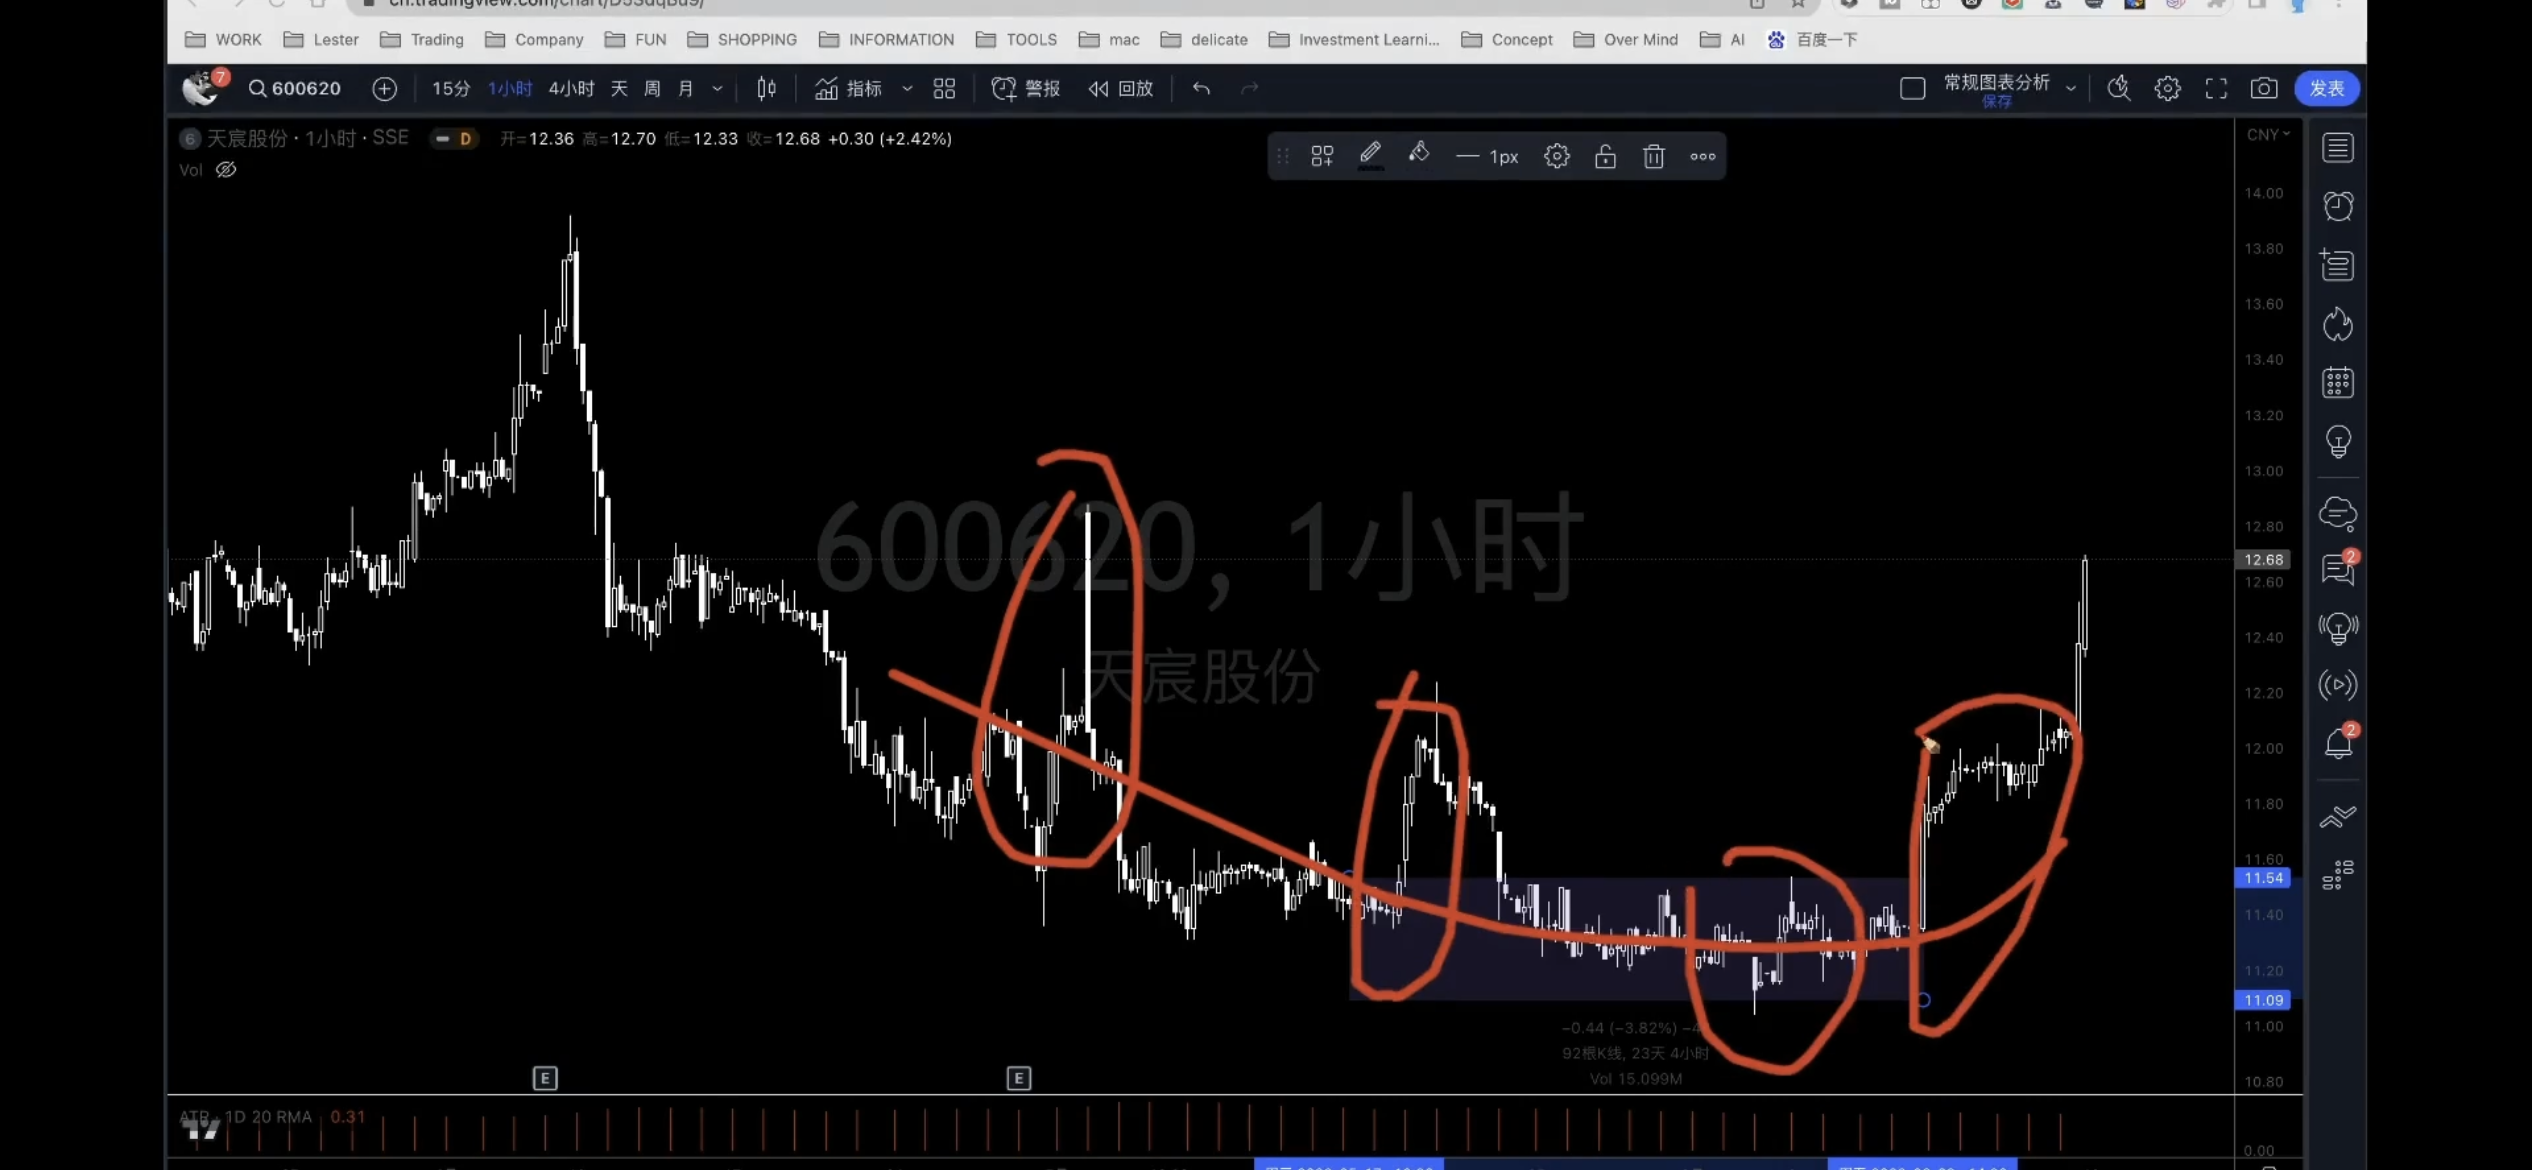 WORK Lester Trading Company FUN SHOPPING INFORMATION TOOLS mac delicate Investment Learni... Concept Over Mind AI 百度一下
7
600620 15分 1小时 4小时 天 周 月 指标 警报 回放 常规图表分析 发表
保存
6 天宸股份 · 1小时 · SSE D 开=12.36 高=12.70 低=12.33 收=12.68 +0.30 (+2.42%)
CNY
Vol
1px
14.00
13.80
13.60
13.40
13.20
13.00
12.80
12.68
12.60
12.40
12.20
12.00
11.80
11.60
11.54
11.40
11.20
11.09
11.00
10.80
600620, 1小时
天宸股份
2
2
−0.44 (−3.82%)
92根K线, 23天 4小时
Vol 15.099M
E E
ATR 1D 20 RMA 0.31
0.00